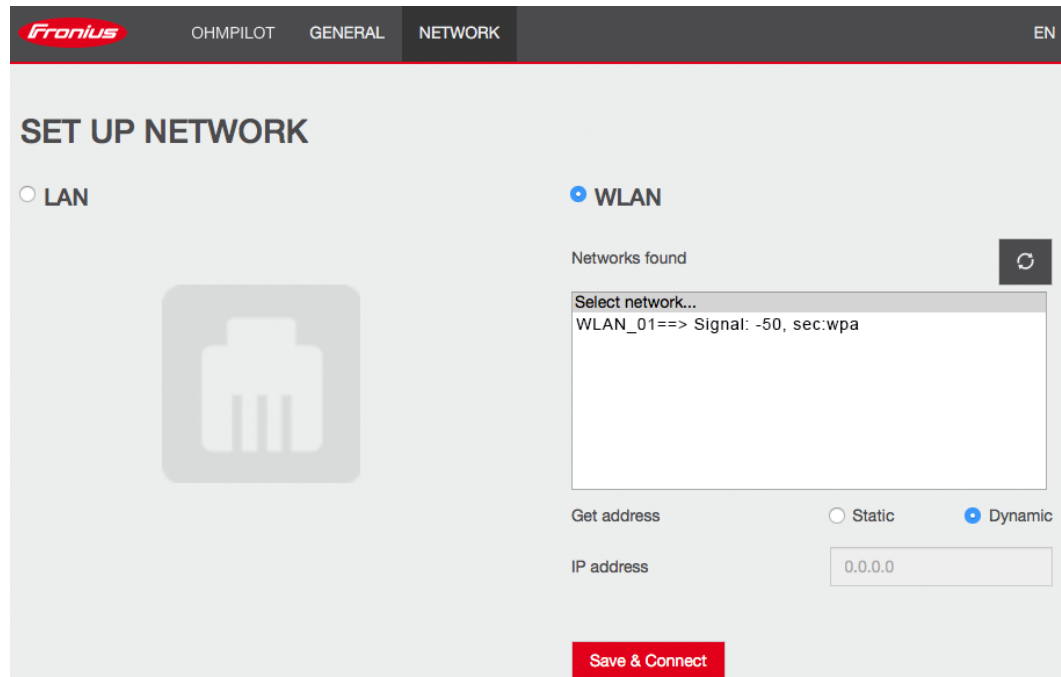 Fronius OHMPILOT GENERAL NETWORK EN
SET UP NETWORK
LAN
WLAN
Networks found
Select network...
WLAN_01==> Signal: -50, sec:wpa
Get address Static Dynamic
IP address 0.0.0.0
Save & Connect